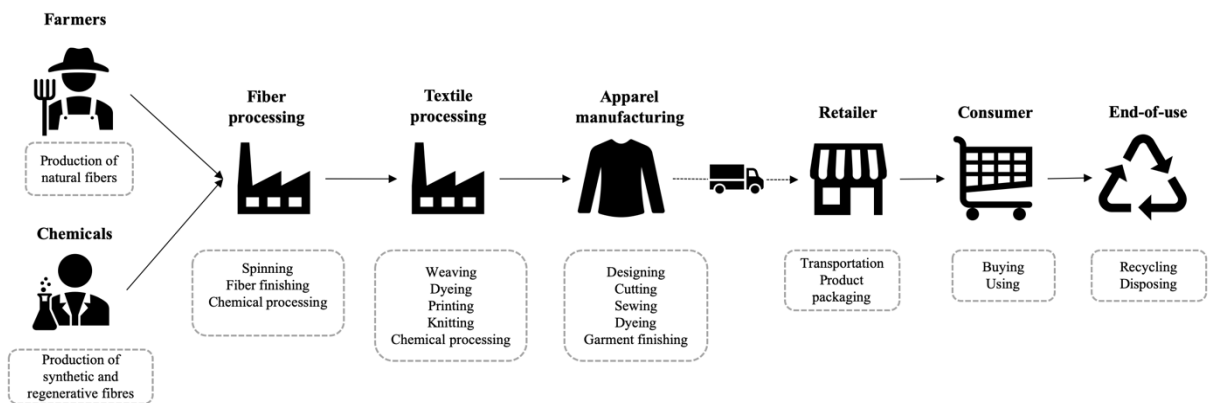 Farmers
Production of
natural fibers
Chemicals
Production of
synthetic and
regenerative fibres
Fiber
processing
Spinning
Fiber finishing
Chemical processing
Textile
processing
Weaving
Dyeing
Printing
Knitting
Chemical processing
Apparel
manufacturing
Designing
Cutting
Sewing
Dyeing
Garment finishing
Retailer
Transportation
Product
packaging
Consumer
Buying
Using
End-of-use
Recycling
Disposing